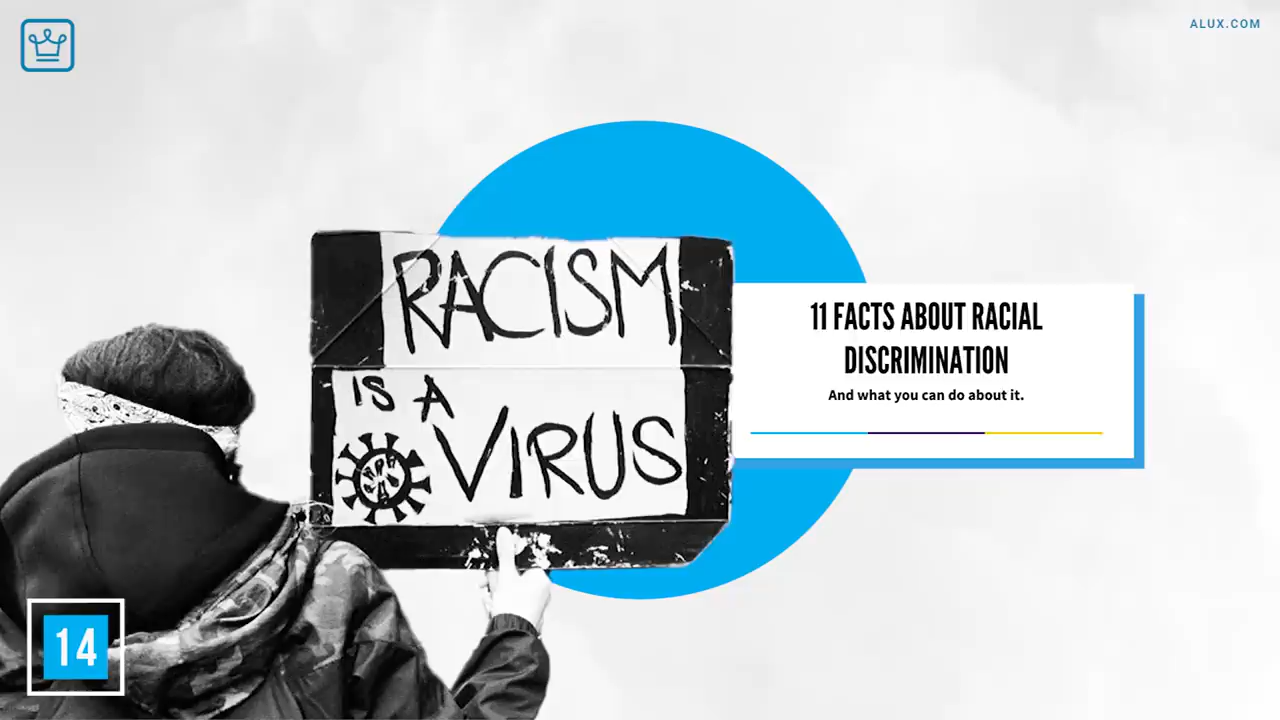 ALUX.COM
RACISM
IS A
VIRUS
11 FACTS ABOUT RACIAL
DISCRIMINATION
And what you can do about it.
14